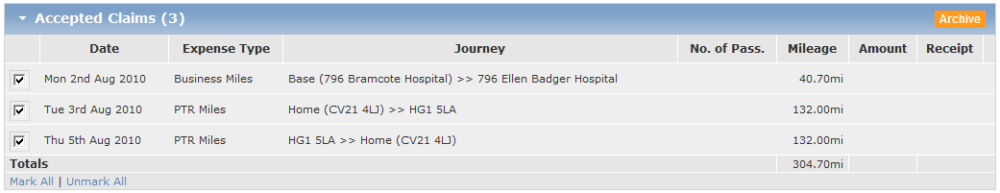 Accepted Claims (3) Archive
Date Expense Type Journey No. of Pass. Mileage Amount Receipt
Mon 2nd Aug 2010 Business Miles Base (796 Bramcote Hospital) >> 796 Ellen Badger Hospital 40.70mi
Tue 3rd Aug 2010 PTR Miles Home (CV21 4LJ) >> HG1 5LA 132.00mi
Thu 5th Aug 2010 PTR Miles HG1 5LA >> Home (CV21 4LJ) 132.00mi
Totals 304.70mi
Mark All | Unmark All